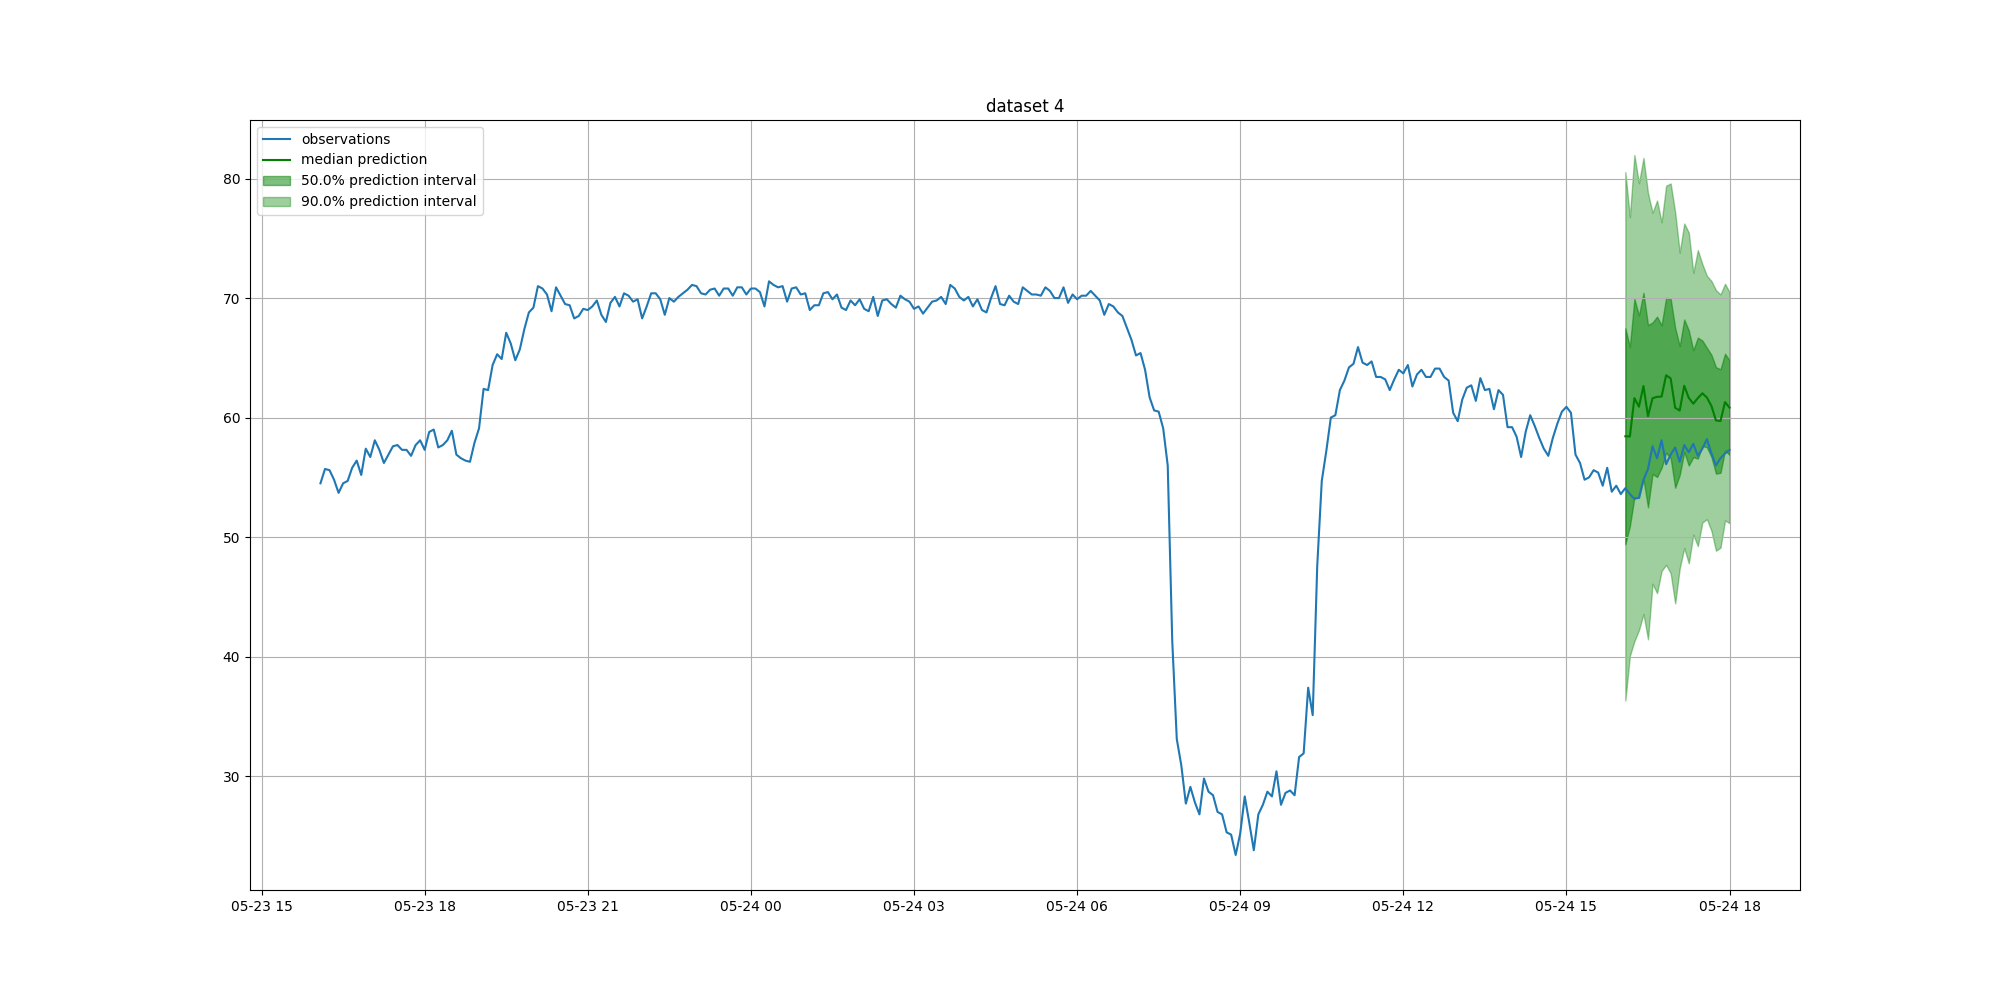 dataset 4
observations
median prediction
50.0% prediction interval
90.0% prediction interval
80
70
60
50
40
30
05-23 15 05-23 18 05-23 21 05-24 00 05-24 03 05-24 06 05-24 09 05-24 12 05-24 15 05-24 18